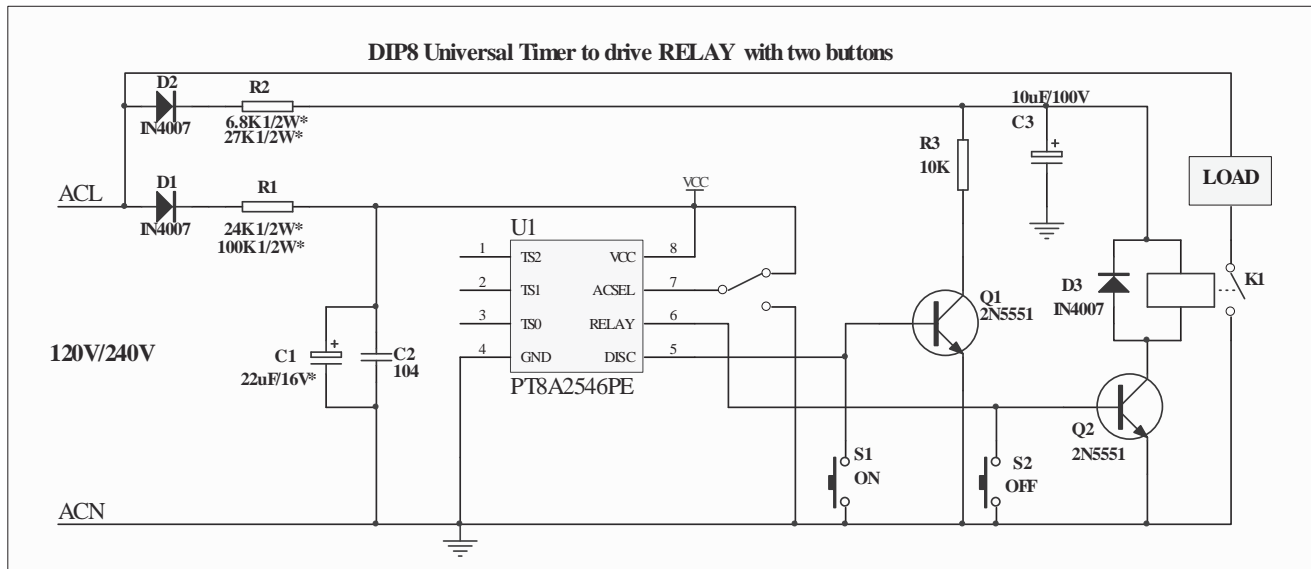 DIP8 Universal Timer to drive RELAY with two buttons
D2
IN4007
R2
6.8K1/2W*
27K1/2W*
10uF/100V
C3
+
R3
10K
LOAD
ACL
D1
IN4007
R1
24K1/2W*
100K1/2W*
VCC
U1
1 TS2 VCC 8
2 TS1 ACSEL 7
3 TS0 RELAY 6
4 GND DISC 5
PT8A2546PE
Q1
2N5551
D3
IN4007
K1
120V/240V
C1
22uF/16V*
+
C2
104
Q2
2N5551
S1
ON
S2
OFF
ACN